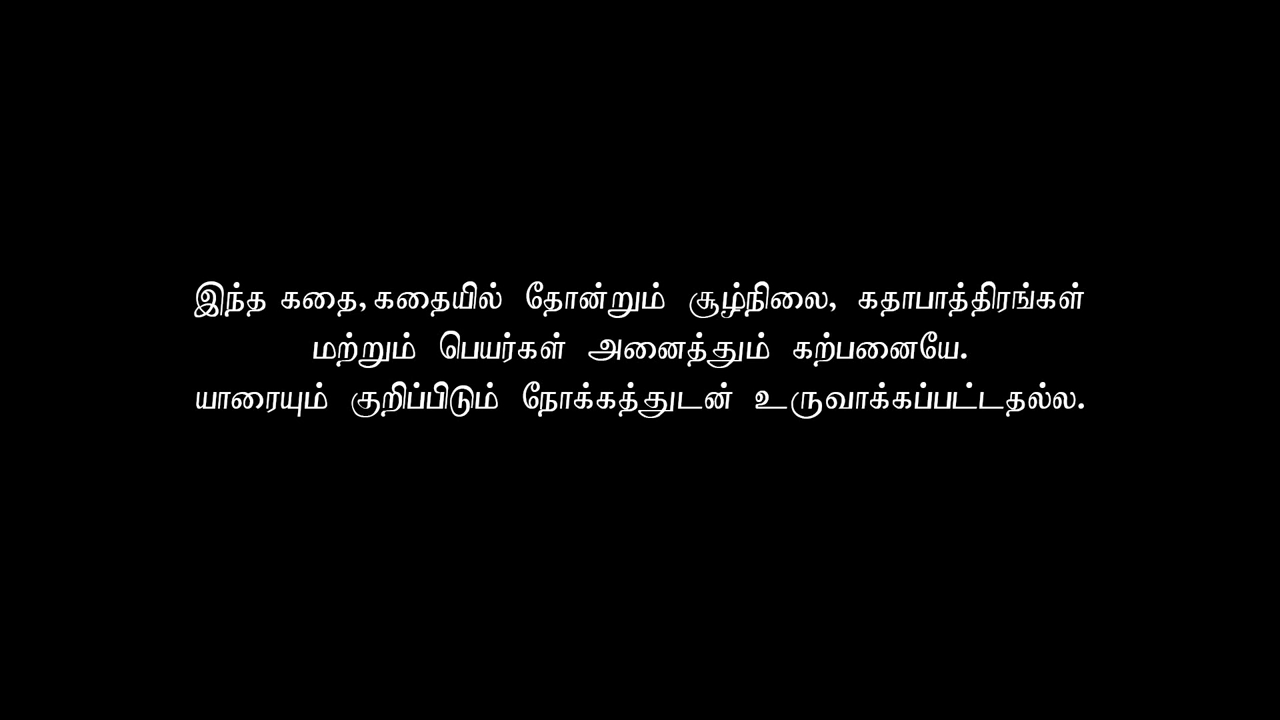 இந்த கதை, கதையில் தோன்றும் சூழ்நிலை, கதாபாத்திரங்கள்
மற்றும் பெயர்கள் அனைத்தும் கற்பனையே.
யாரையும் குறிப்பிடும் நோக்கத்துடன் உருவாக்கப்பட்டதல்ல.